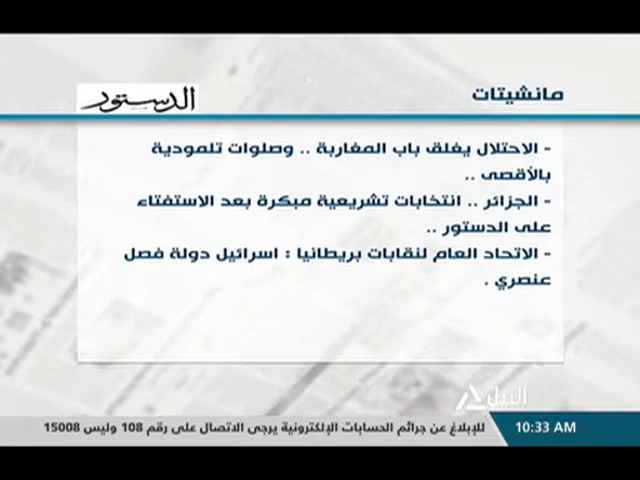 مانشيتات
الدستور
- الاحتلال يغلق باب المغاربة .. وصلوات تلمودية
بالأقصى ..
- الجزائر .. انتخابات تشريعية مبكرة بعد الاستفتاء
على الدستور ..
- الاتحاد العام لنقابات بريطانيا : اسرائيل دولة فصل
عنصري .
النيل
للإبلاغ عن جرائم الحسابات الإلكترونية يرجى الاتصال على رقم 108 وليس 15008
10:33 AM